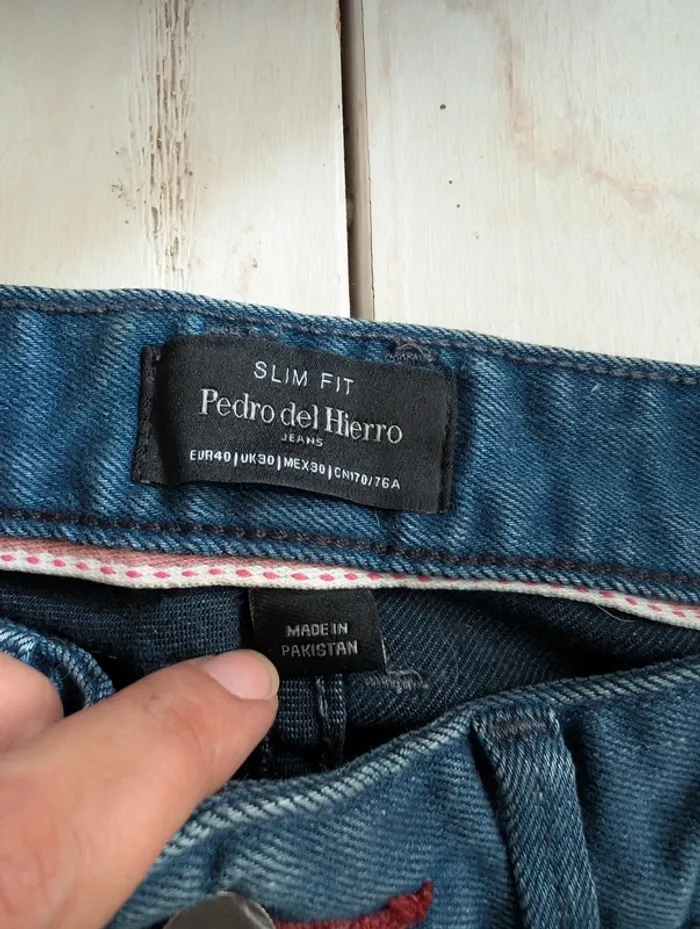 SLIM FIT
Pedro del Hierro
JEANS
EUR40|UK30|MEX30|CN170/76A
MADE IN
PAKISTAN